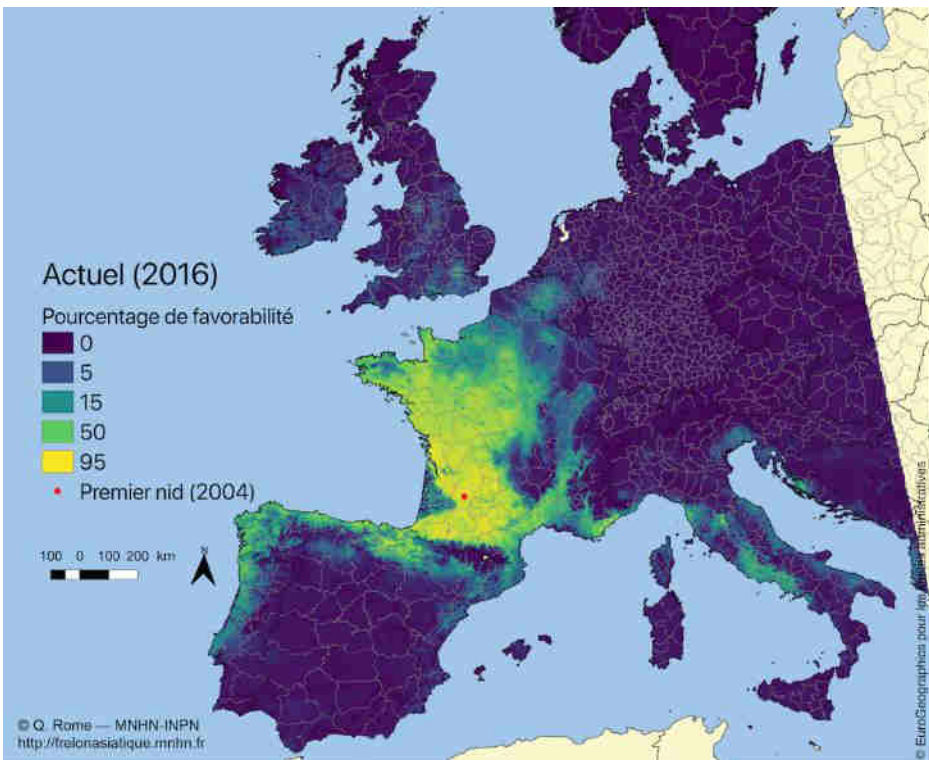 Actuel (2016)
Pourcentage de favorabilité
0
5
15
50
95
Premier nid (2004)
100 0 100 200 km
N
© Q. Rome — MNHN-INPN
http://frelonasiatique.mnhn.fr
© EuroGeographics pour les limites administratives